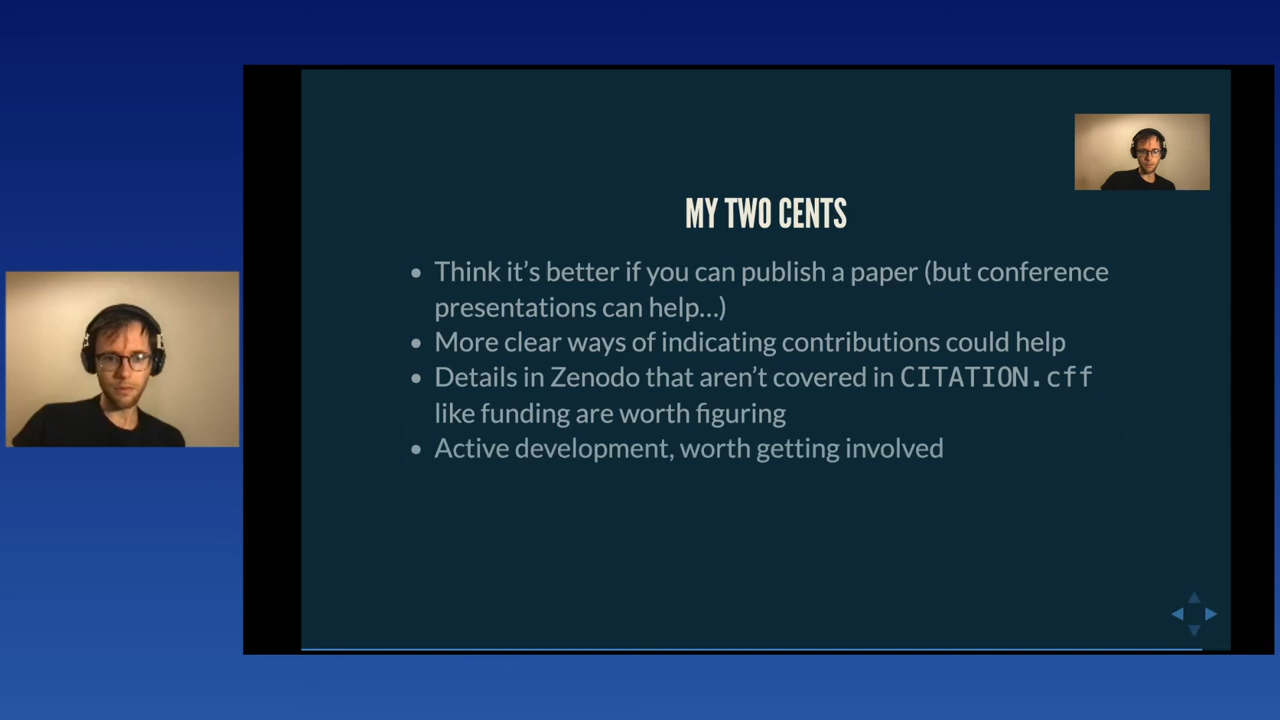 MY TWO CENTS
• Think it's better if you can publish a paper (but conference
presentations can help...)
• More clear ways of indicating contributions could help
• Details in Zenodo that aren't covered in CITATION.cff
like funding are worth figuring
• Active development, worth getting involved